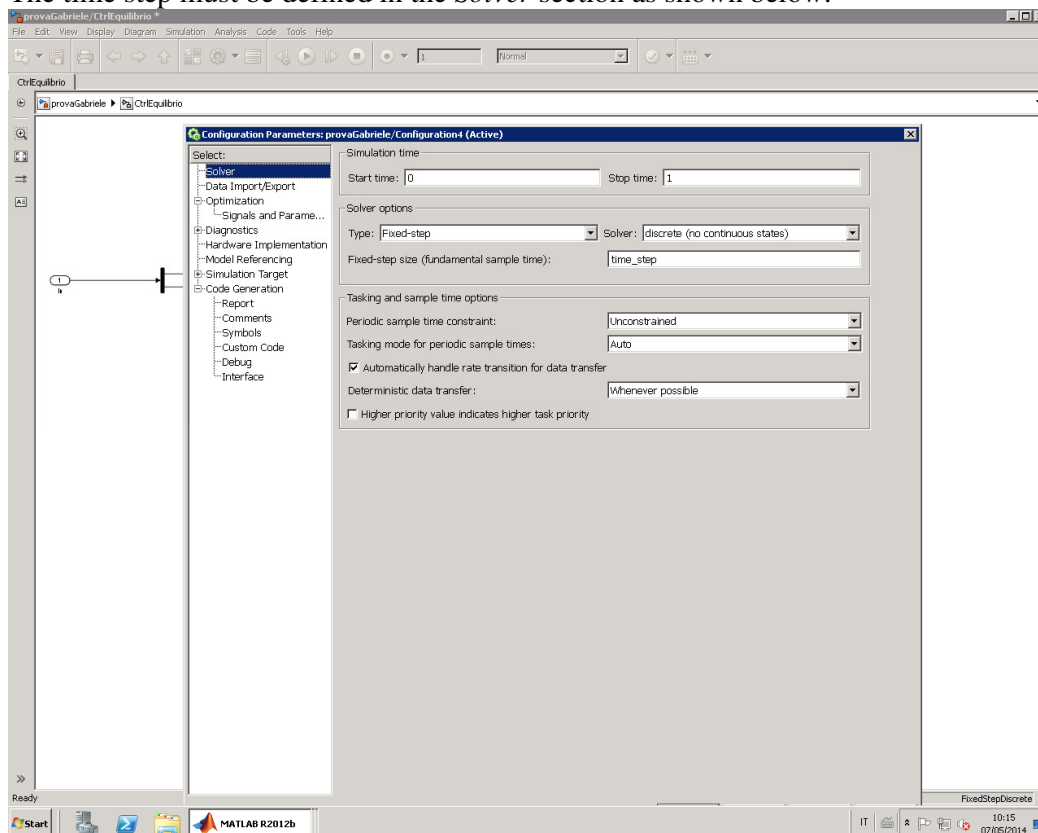 The time step must be defined in the Solver section as shown below:
provaGabriele/CtrlEquilibrio *
File Edit View Display Diagram Simulation Analysis Code Tools Help
1 Normal
CtrlEquilibrio
provaGabriele CtrlEquilibrio
Configuration Parameters: provaGabriele/Configuration4 (Active)
Select:
Solver
Data Import/Export
Optimization
Signals and Parame...
Diagnostics
Hardware Implementation
Model Referencing
Simulation Target
Code Generation
Report
Comments
Symbols
Custom Code
Debug
Interface
Simulation time
Start time: 0 Stop time: 1
Solver options
Type: Fixed-step Solver: discrete (no continuous states)
Fixed-step size (fundamental sample time): time_step
Tasking and sample time options
Periodic sample time constraint: Unconstrained
Tasking mode for periodic sample times: Auto
Automatically handle rate transition for data transfer
Deterministic data transfer: Whenever possible
Higher priority value indicates higher task priority
1
Ready FixedStepDiscrete
Start MATLAB R2012b IT 10:15
07/05/2014